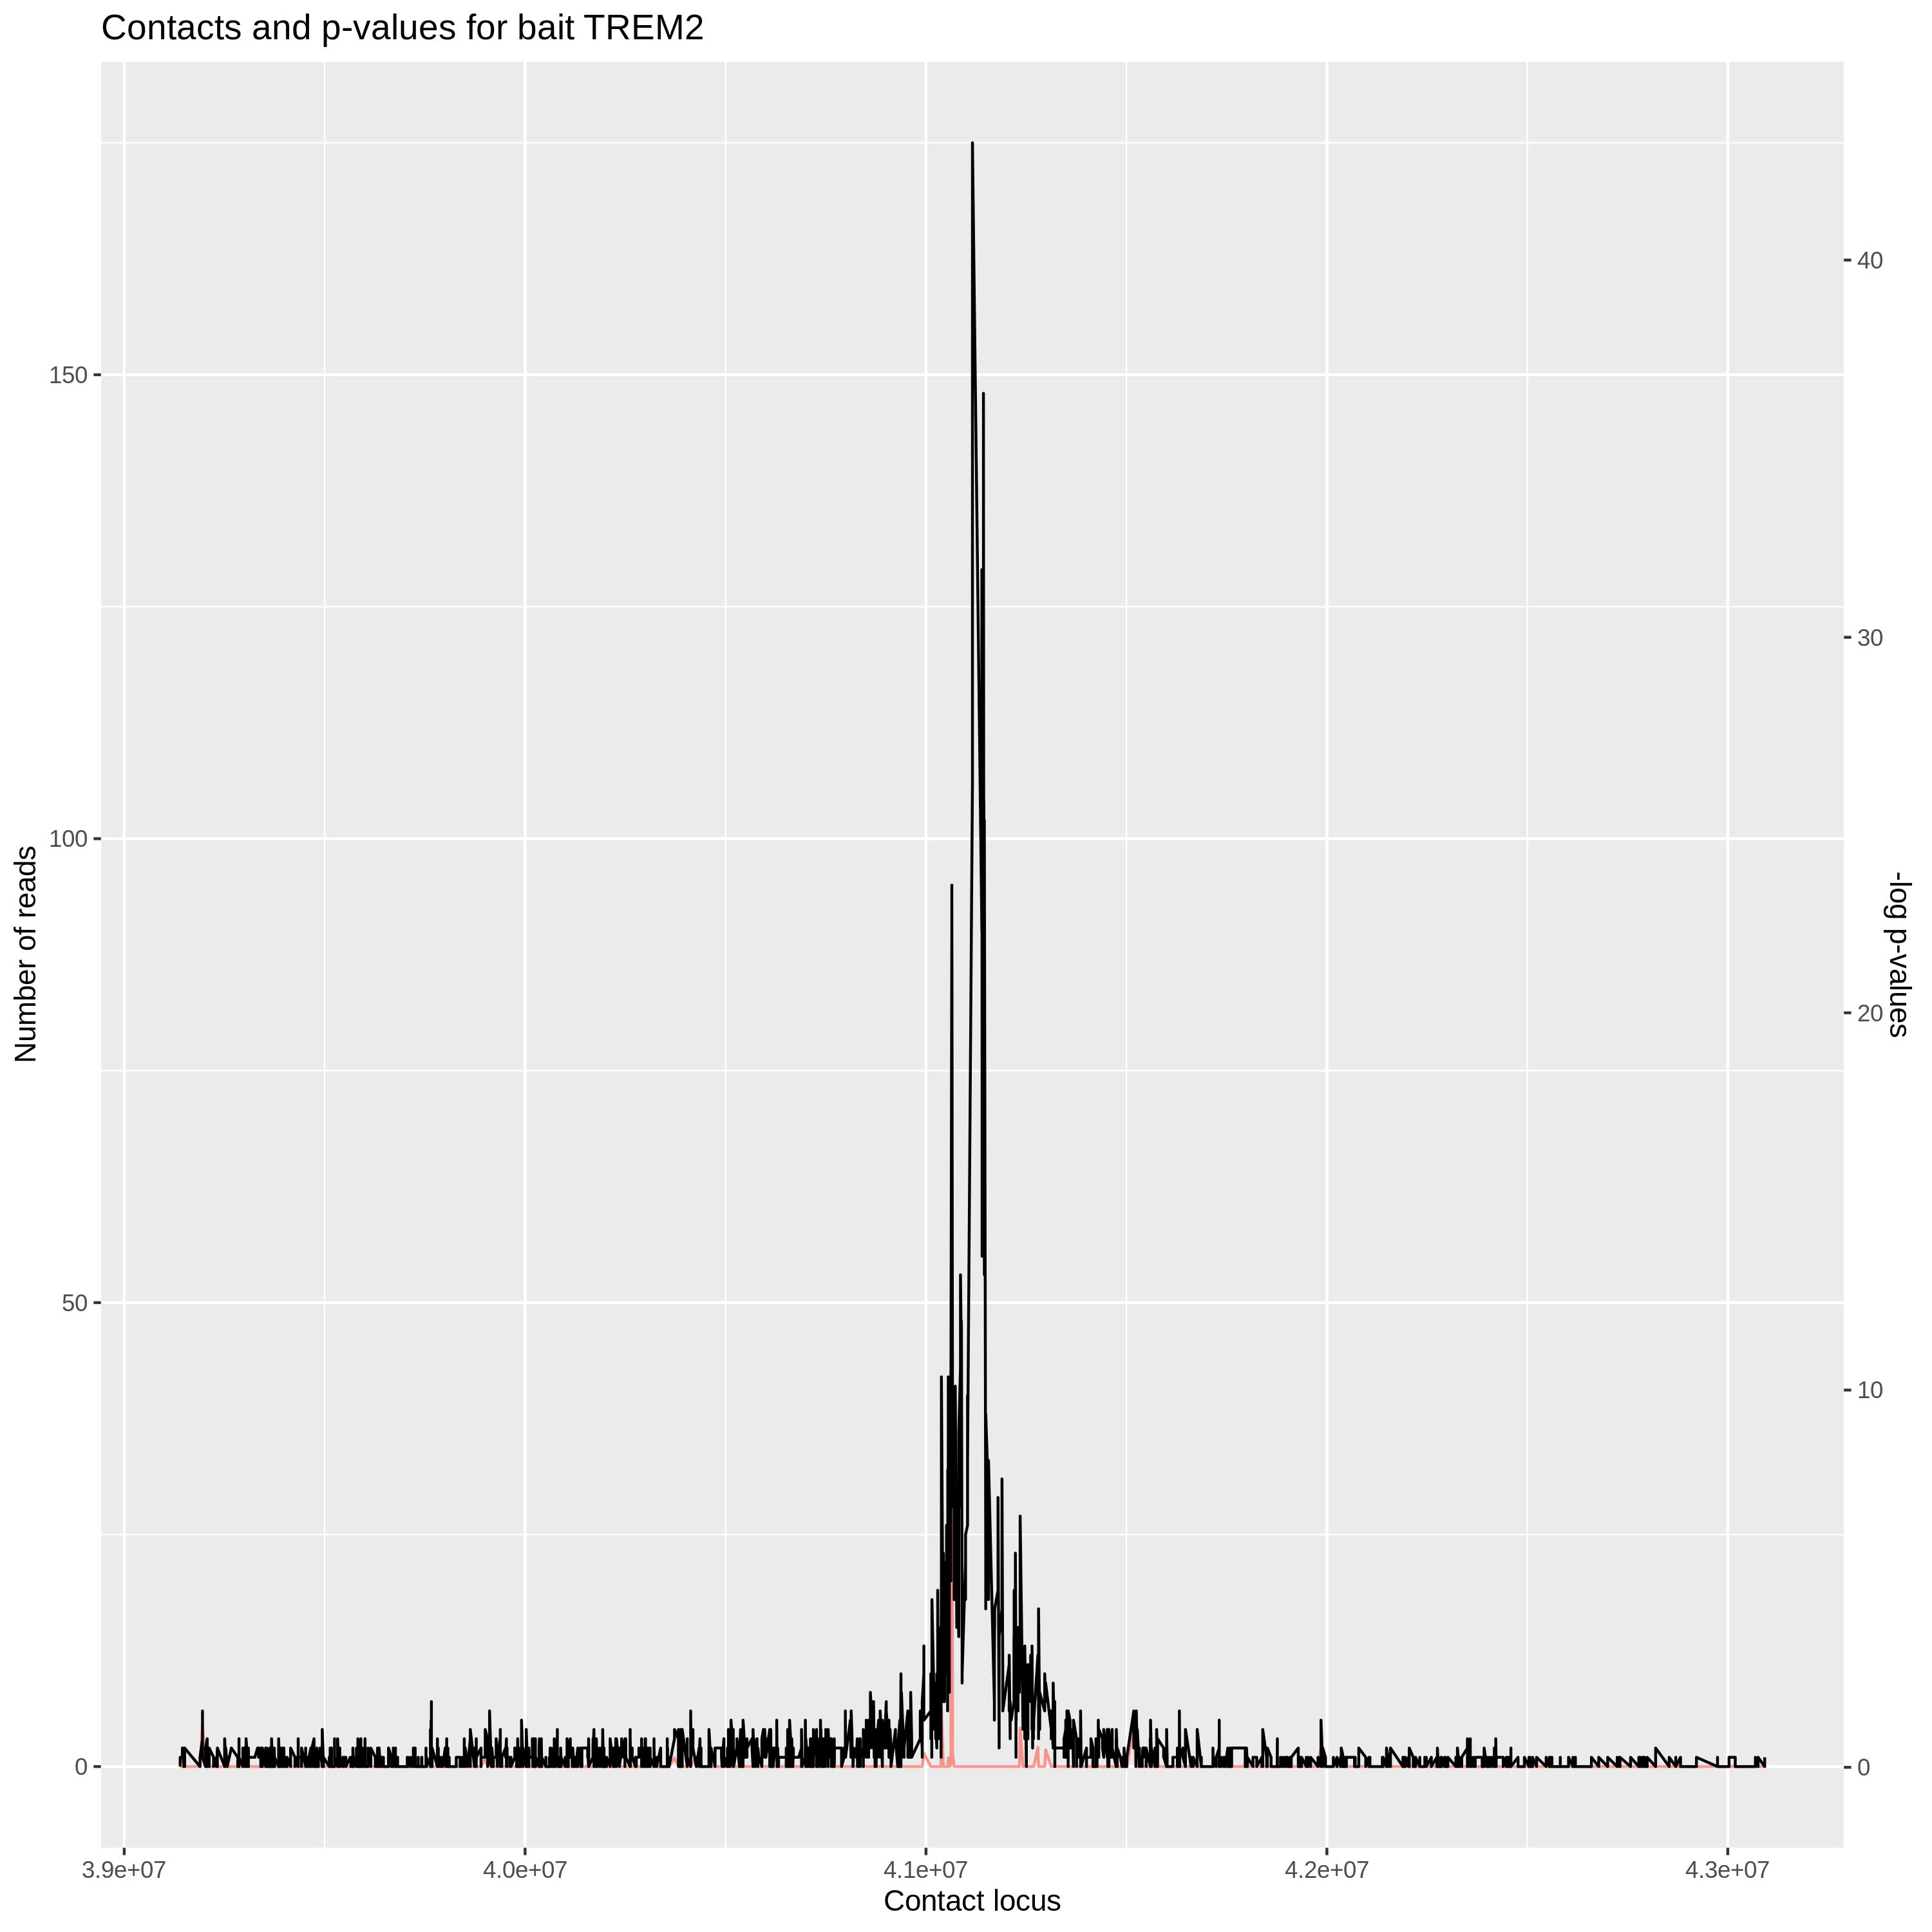 Contacts and p-values for bait TREM2
150
100
50
0
Number of reads
40
30
20
10
0
-log p-values
3.9e+07 4.0e+07 4.1e+07 4.2e+07 4.3e+07
Contact locus